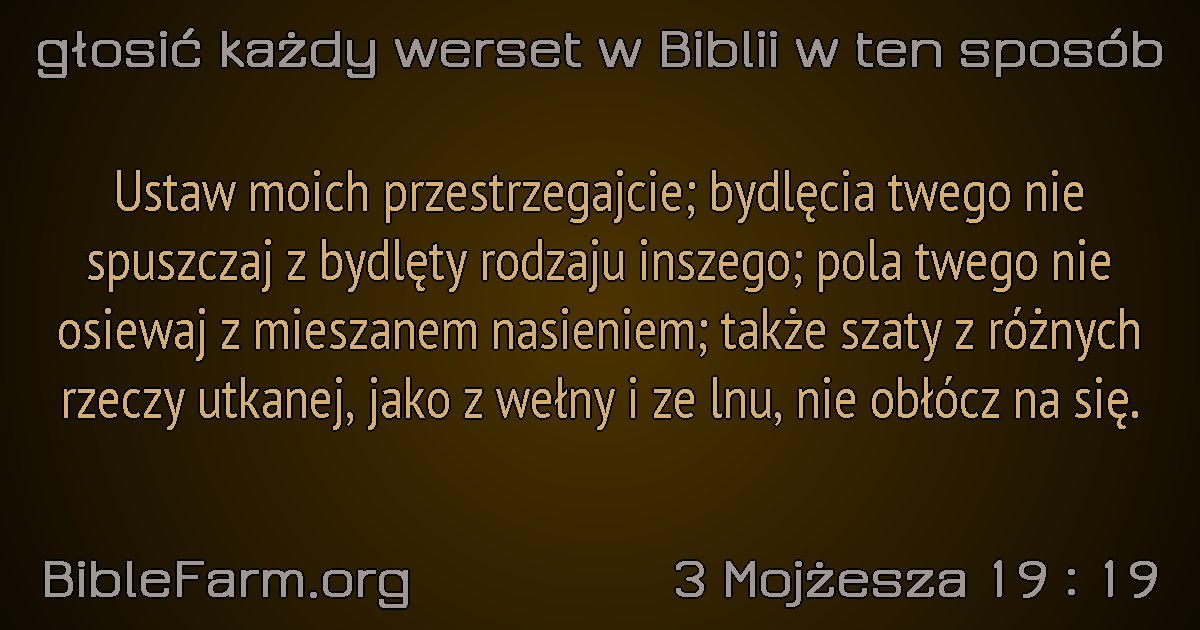 głosić każdy werset w Biblii w ten sposób
Ustaw moich przestrzegajcie; bydlęcia twego nie
spuszczaj z bydlęty rodzaju inszego; pola twego nie
osiewaj z mieszanem nasieniem; także szaty z różnych
rzeczy utkanej, jako z wełny i ze lnu, nie obłócz na się.
BibleFarm.org
3 Mojżesza 19 : 19